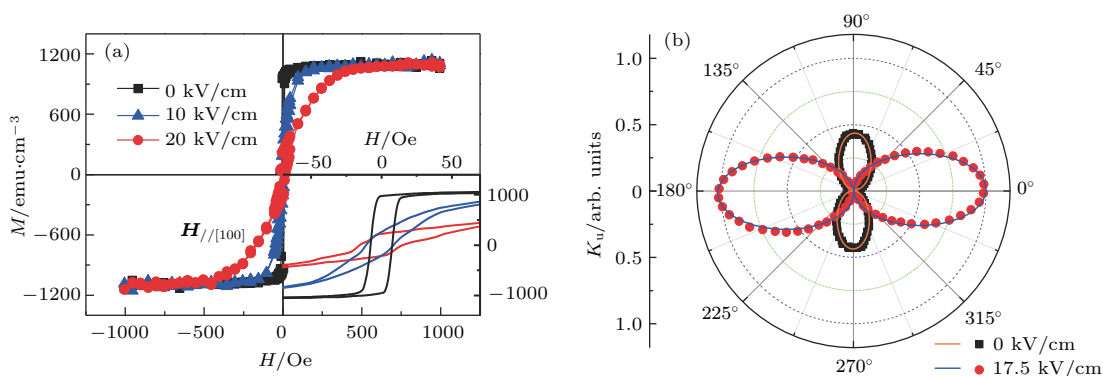 (a)
M/emu·cm⁻³
1200
600
0
−600
−1200
0 kV/cm
10 kV/cm
20 kV/cm
H//[100]
H/Oe
−50
0
50
1000
0
−1000
−1000
−500
0
500
1000
H/Oe
(b)
Ku/arb. units
1.0
0.5
0
0.5
1.0
90°
135°
45°
180°
0°
225°
315°
270°
0 kV/cm
17.5 kV/cm